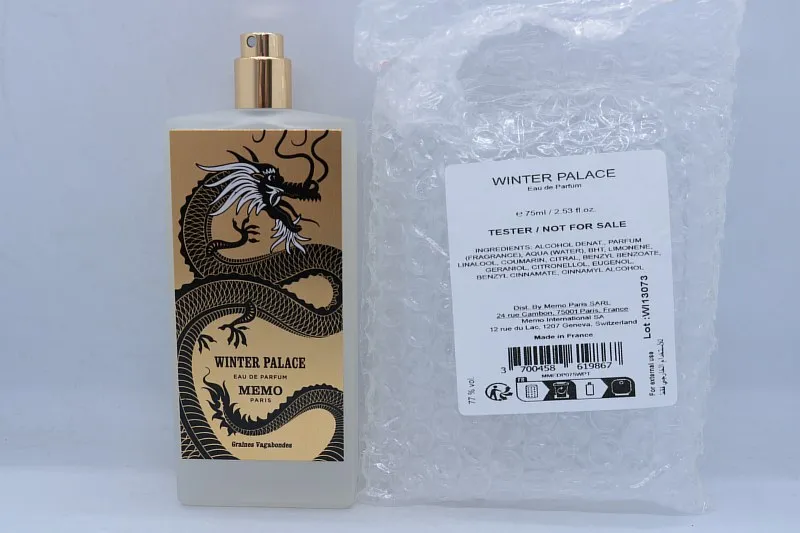 WINTER PALACE
EAU DE PARFUM
MEMO
PARIS
Graines Vagabondes
WINTER PALACE
Eau de Parfum
e 75ml / 2.53 fl.oz.
TESTER / NOT FOR SALE
INGREDIENTS: ALCOHOL DENAT., PARFUM
(FRAGRANCE), AQUA (WATER), BHT, LIMONENE,
LINALOOL, COUMARIN, CITRAL, BENZYL BENZOATE,
GERANIOL, CITRONELLOL, EUGENOL,
BENZYL CINNAMATE, CINNAMYL ALCOHOL
Dist. By Memo Paris SARL
24 rue Cambon, 75001 Paris, France
Memo International SA
12 rue du Lac, 1207 Geneva, Switzerland
Made in France
3 700458 619867
MMEDP075WPT
FR
77 % vol.
Lot : WI113073
For external use